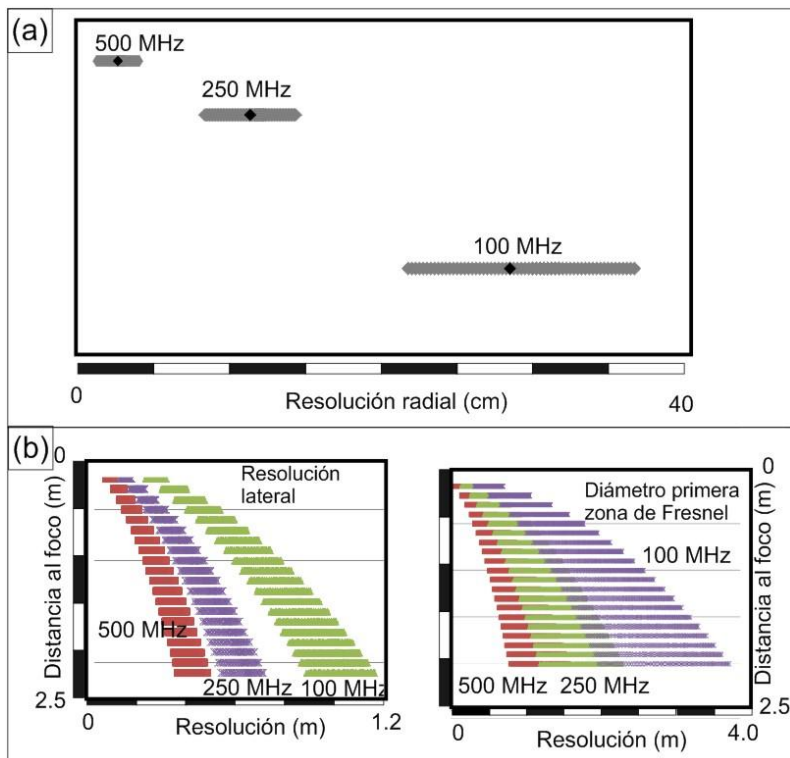 (a)
500 MHz
250 MHz
100 MHz
0
40
Resolución radial (cm)
(b)
0
Resolución
lateral
500 MHz
250 MHz
100 MHz
Distancia al foco (m)
2.5
0
1.2
Resolución (m)
0
Diámetro primera
zona de Fresnel
100 MHz
500 MHz
250 MHz
Distancia al foco (m)
2.5
0
4.0
Resolución (m)